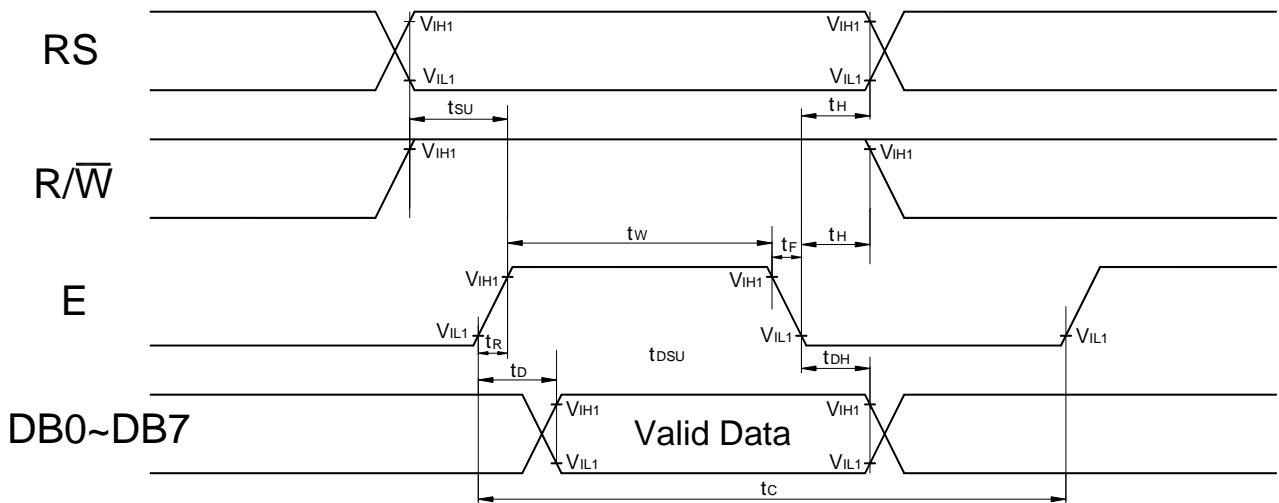 VIH1 VIH1
RS
VIL1 VIL1
tSU tH
VIH1 VIH1
R/W̅
tW tF tH
VIH1 VIH1
E
VIL1 VIL1 VIL1
tR tDSU tDH
tD
VIH1 VIH1
DB0~DB7 Valid Data
VIL1 VIL1
tC